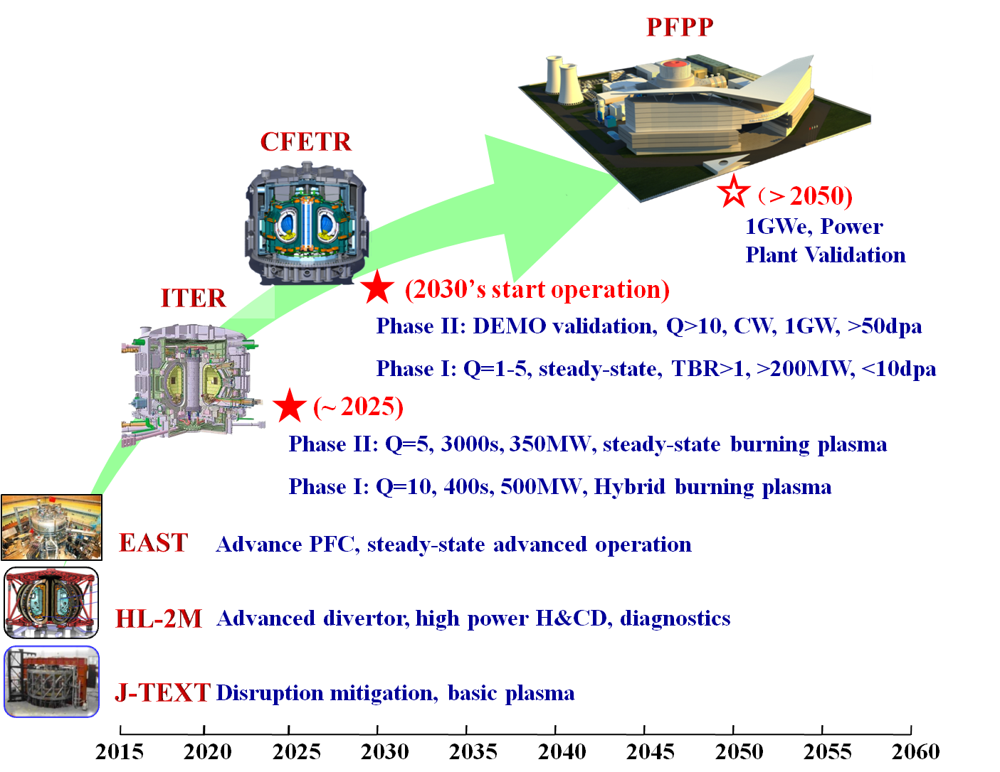 PFPP
CFETR
(> 2050)
1GWe, Power
Plant Validation
(2030’s start operation)
ITER
Phase II: DEMO validation, Q>10, CW, 1GW, >50dpa
Phase I: Q=1-5, steady-state, TBR>1, >200MW, <10dpa
(~ 2025)
Phase II: Q=5, 3000s, 350MW, steady-state burning plasma
Phase I: Q=10, 400s, 500MW, Hybrid burning plasma
EAST Advance PFC, steady-state advanced operation
HL-2M Advanced divertor, high power H&CD, diagnostics
J-TEXT Disruption mitigation, basic plasma
2015 2020 2025 2030 2035 2040 2045 2050 2055 2060